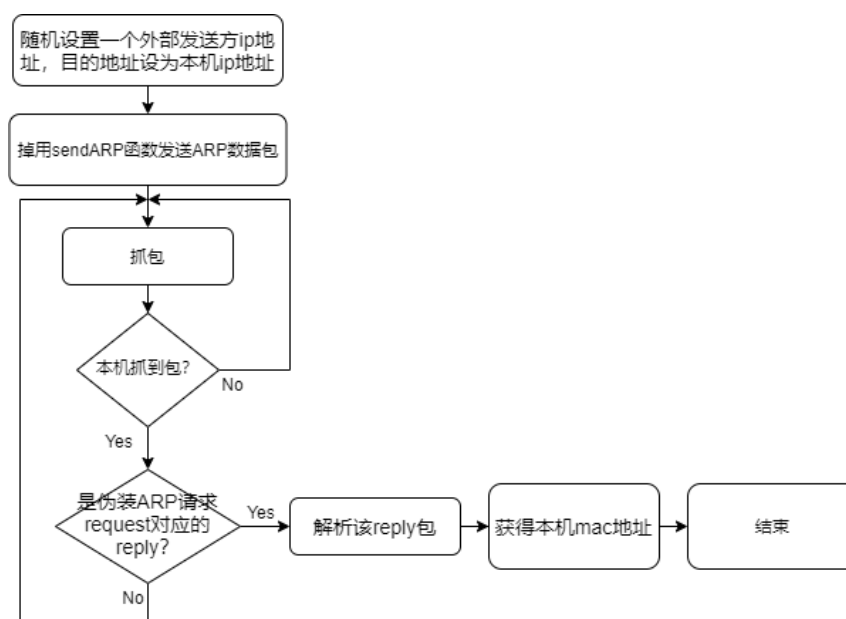 随机设置一个外部发送方ip地
址，目的地址设为本机ip地址
掉用sendARP函数发送ARP数据包
抓包
本机抓到包？
No
Yes
是伪装ARP请求
request对应的
reply？
Yes
解析该reply包
获得本机mac地址
结束
No